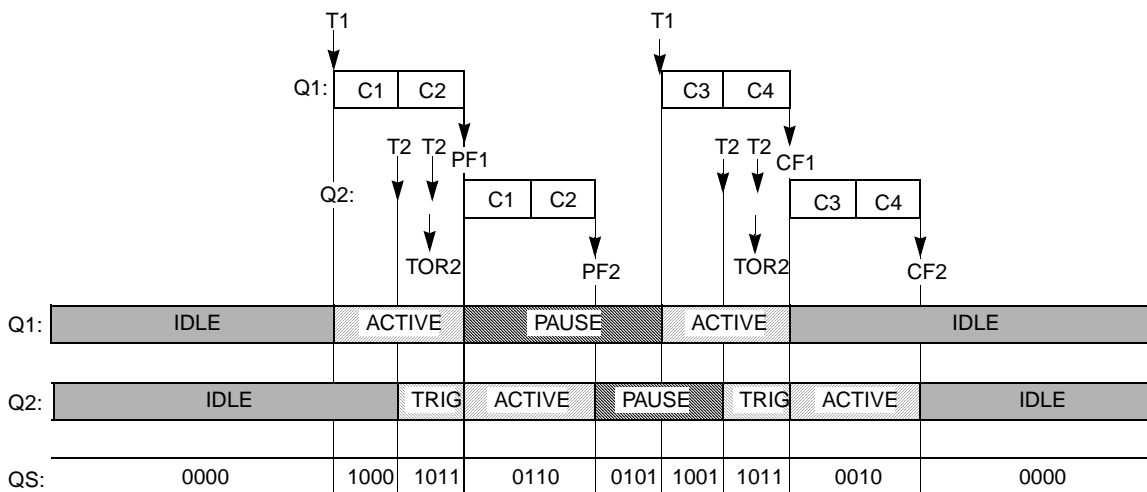 T1 T1
Q1: C1 C2 C3 C4
T2 T2 PF1 T2 T2 CF1
Q2: C1 C2 C3 C4
TOR2 PF2 TOR2 CF2
Q1: IDLE ACTIVE PAUSE ACTIVE IDLE
Q2: IDLE TRIG ACTIVE PAUSE TRIG ACTIVE IDLE
QS: 0000 1000 1011 0110 0101 1001 1011 0010 0000